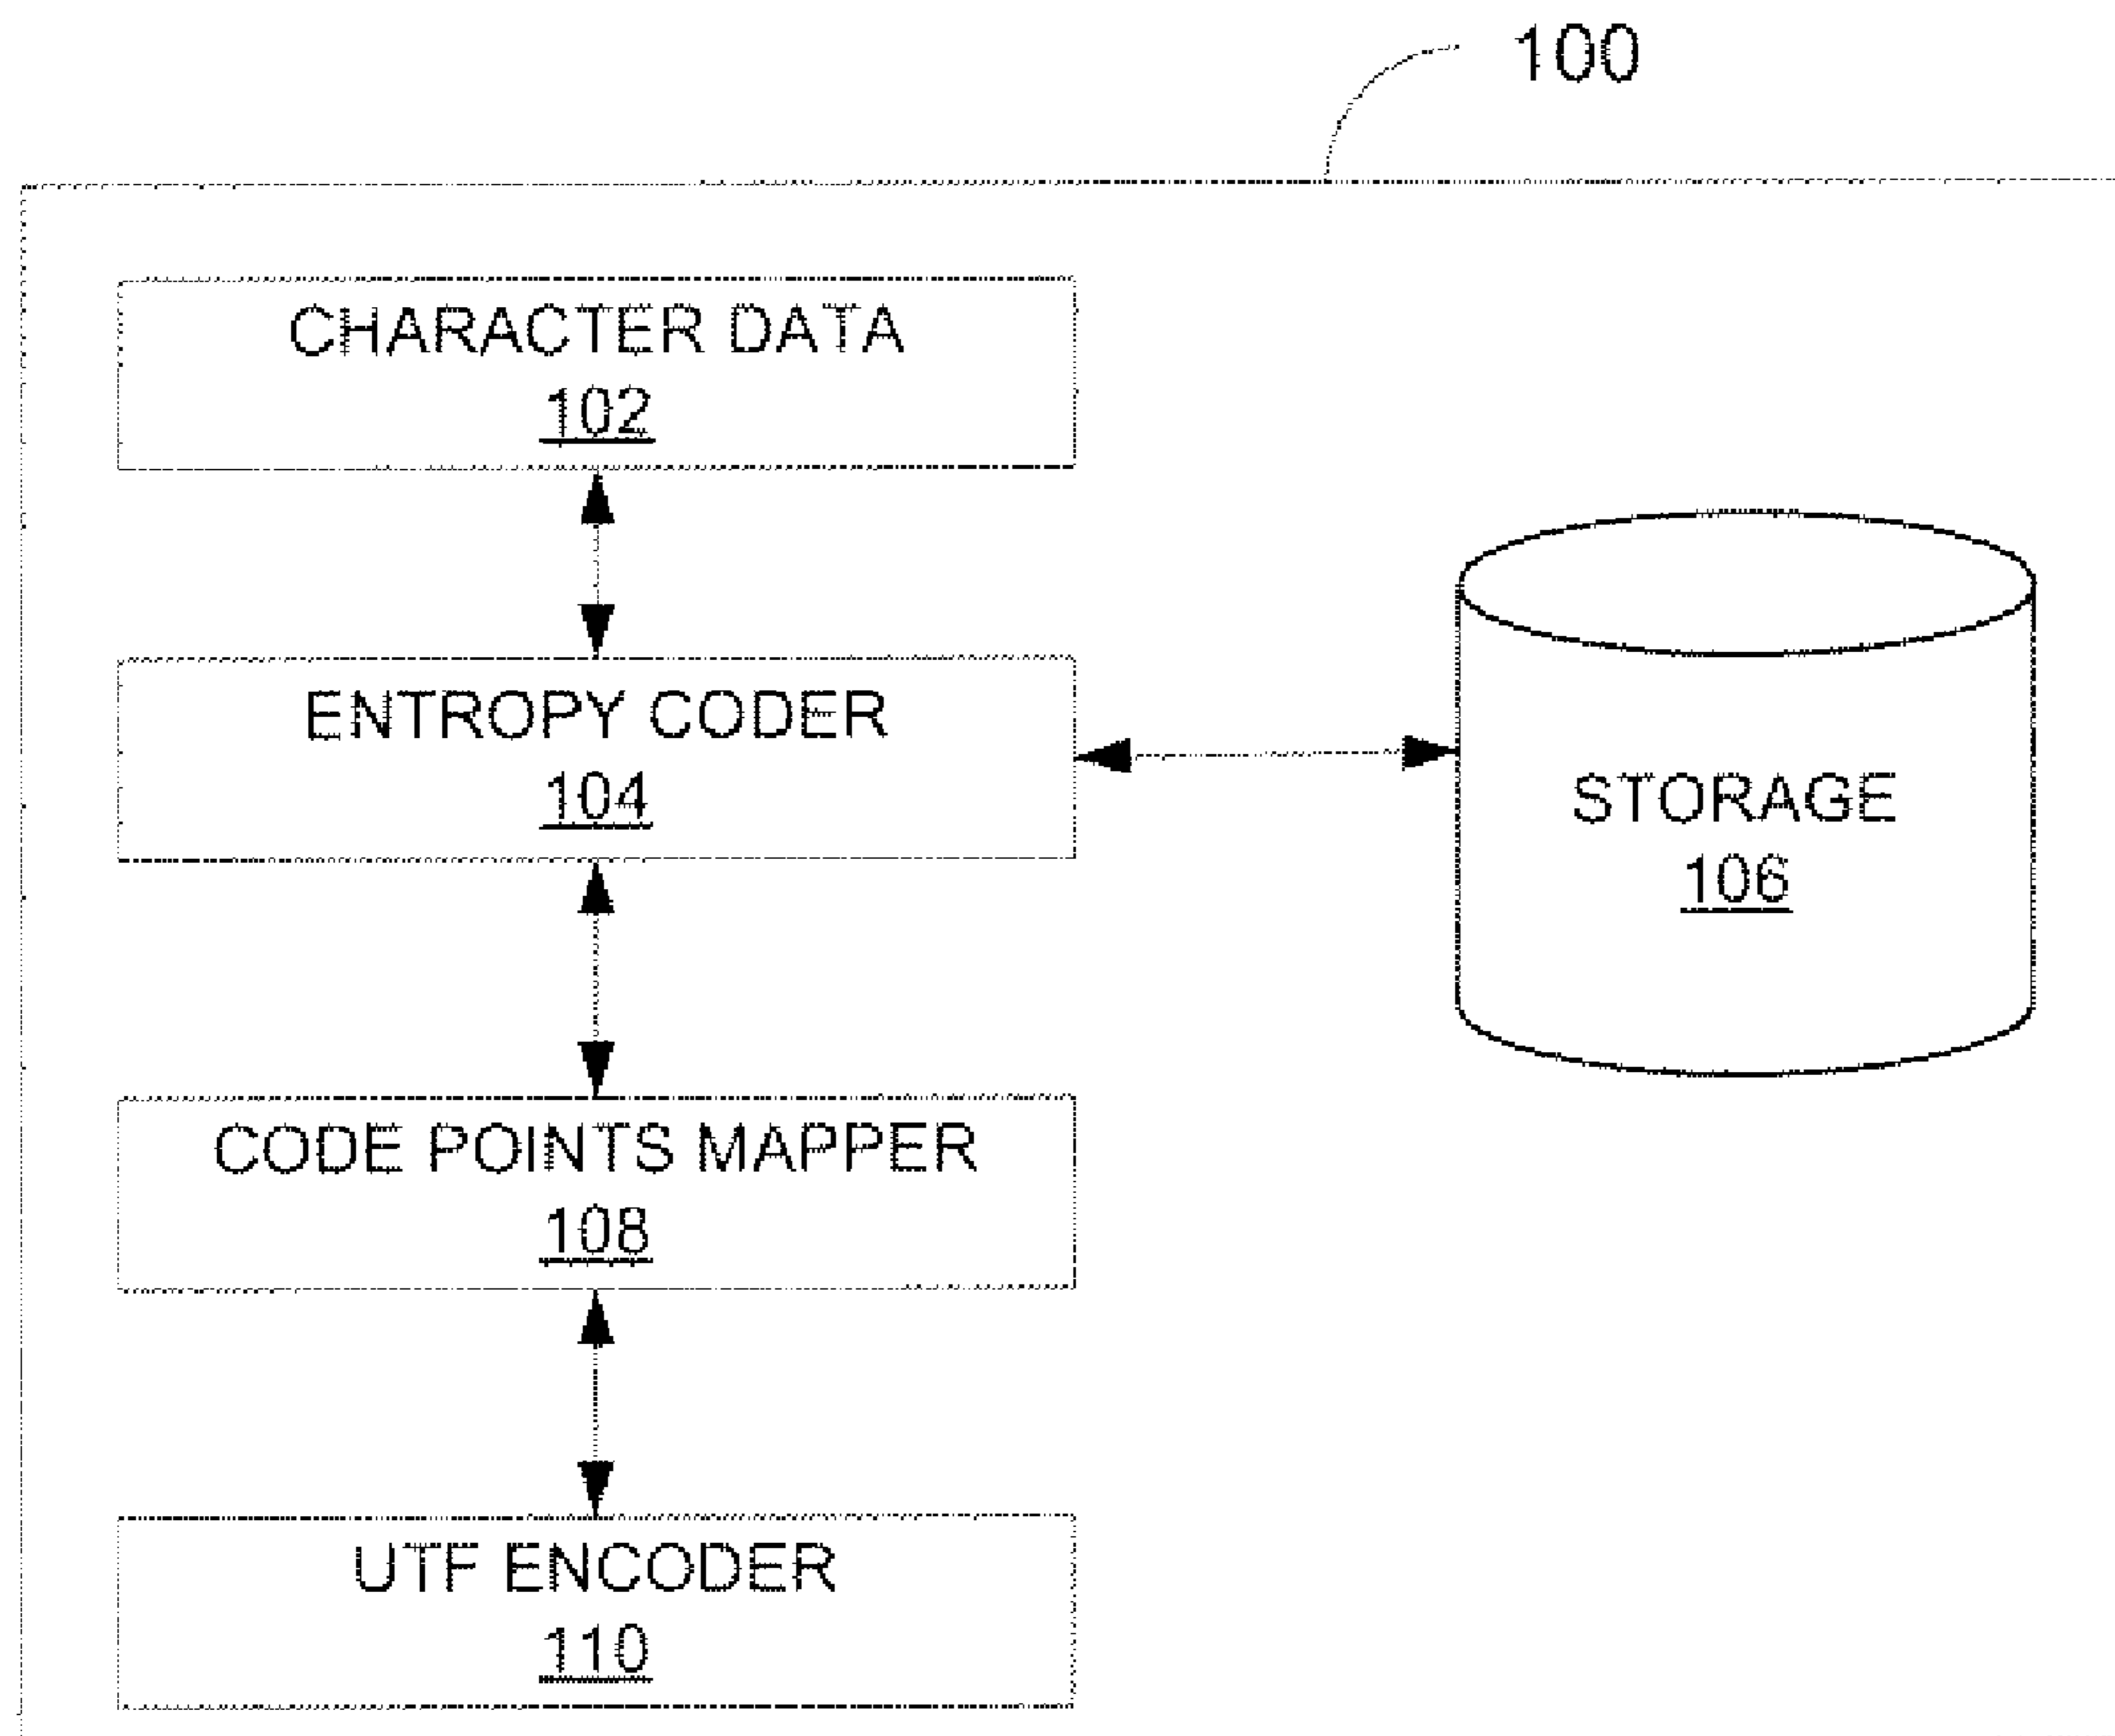 100
CHARACTER DATA
102
ENTROPY CODER
104
STORAGE
106
CODE POINTS MAPPER
108
UTF ENCODER
110